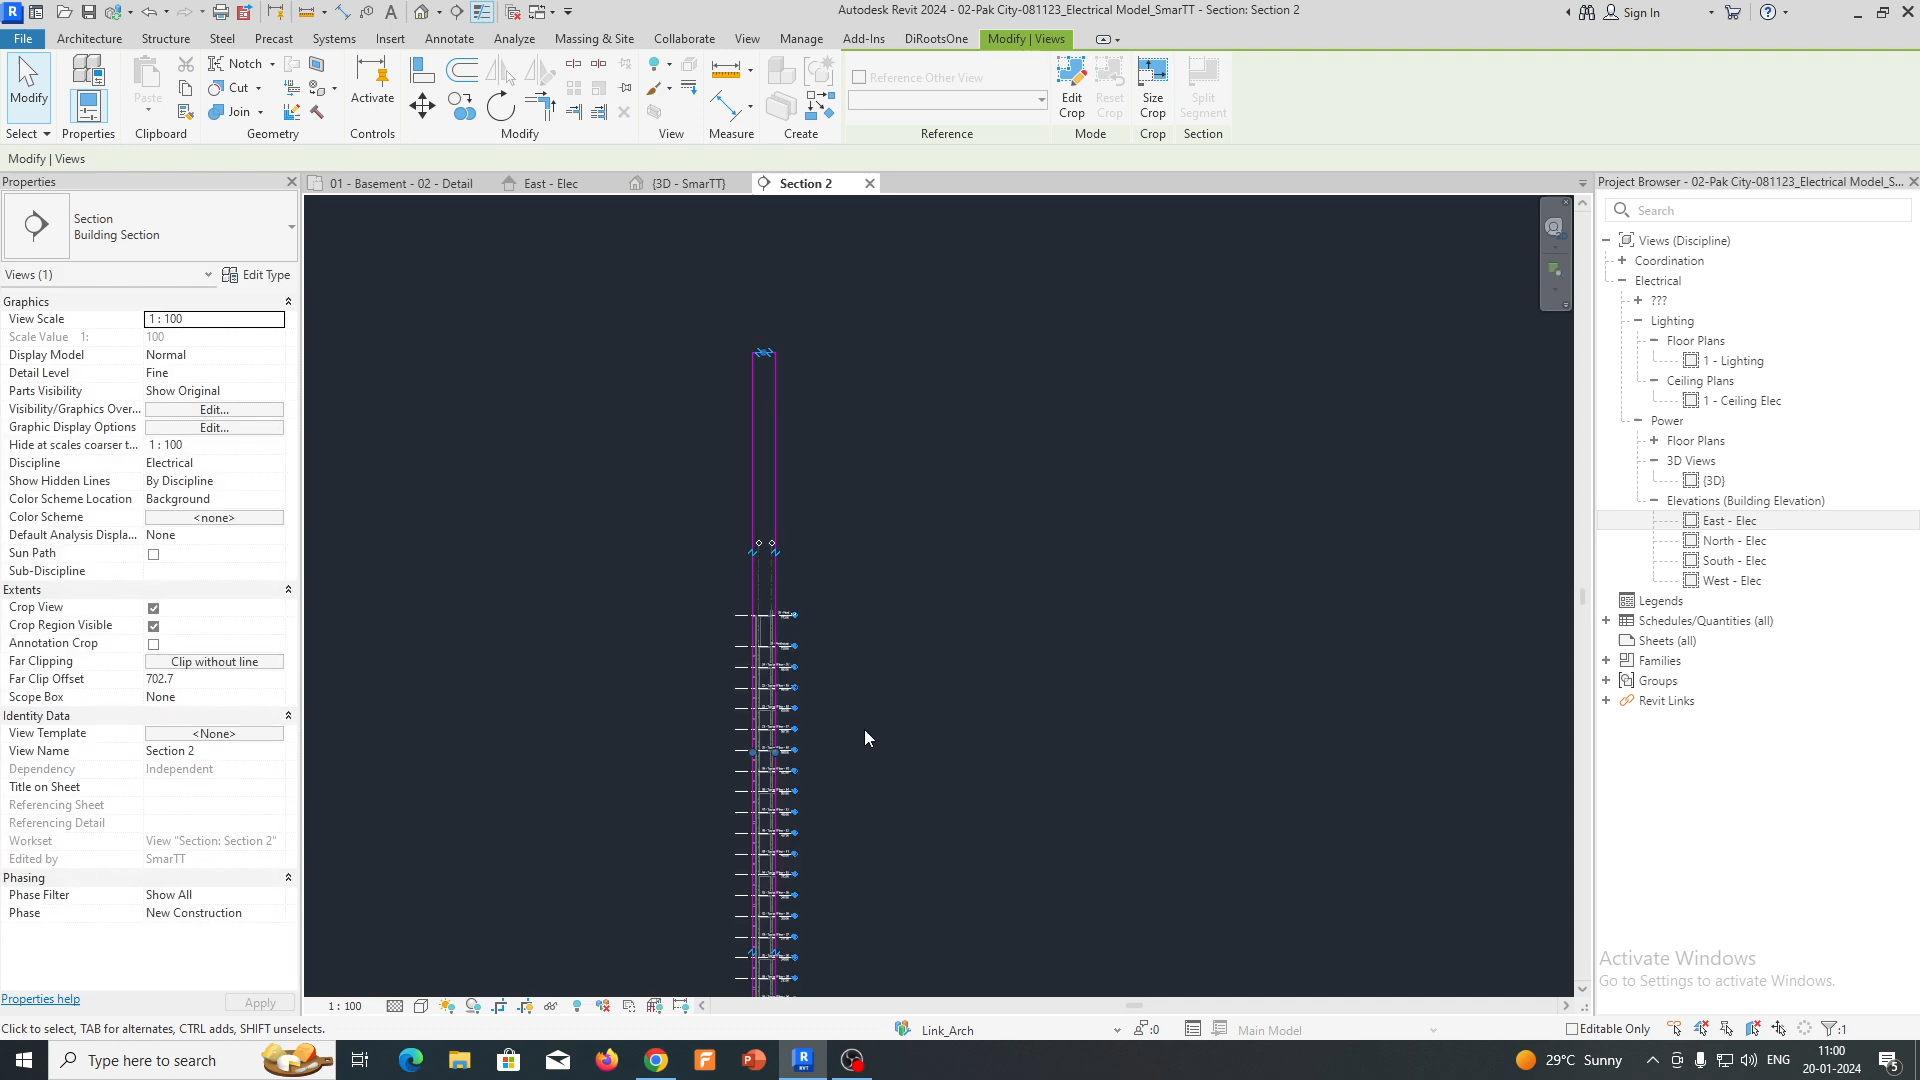 Autodesk Revit 2024 - 02-Pak City-081123_Electrical Model_SmarTT - Section: Section 2
Sign In
File
Architecture
Structure
Steel
Precast
Systems
Insert
Annotate
Analyze
Massing & Site
Collaborate
View
Manage
Add-Ins
DiRootsOne
Modify | Views
Modify
Paste
Notch
Cut
Join
Activate
Reference Other View
Edit Crop
Reset Crop
Size Crop
Split Segment
Select
Properties
Clipboard
Geometry
Controls
Modify
View
Measure
Create
Reference
Mode
Crop
Section
Modify | Views
Properties
01 - Basement - 02 - Detail
East - Elec
{3D - SmarTT}
Section 2
Project Browser - 02-Pak City-081123_Electrical Model_S...
Section
Building Section
Views (1)
Edit Type
Graphics
View Scale 1 : 100
Scale Value 1: 100
Display Model Normal
Detail Level Fine
Parts Visibility Show Original
Visibility/Graphics Over... Edit...
Graphic Display Options Edit...
Hide at scales coarser t... 1 : 100
Discipline Electrical
Show Hidden Lines By Discipline
Color Scheme Location Background
Color Scheme <none>
Default Analysis Displa... None
Sun Path
Sub-Discipline
Extents
Crop View
Crop Region Visible
Annotation Crop
Far Clipping Clip without line
Far Clip Offset 702.7
Scope Box None
Identity Data
View Template <None>
View Name Section 2
Dependency Independent
Title on Sheet
Referencing Sheet
Referencing Detail
Workset View "Section: Section 2"
Edited by SmarTT
Phasing
Phase Filter Show All
Phase New Construction
Properties help
Apply
Search
Views (Discipline)
Coordination
Electrical
???
Lighting
Floor Plans
1 - Lighting
Ceiling Plans
1 - Ceiling Elec
Power
Floor Plans
3D Views
{3D}
Elevations (Building Elevation)
East - Elec
North - Elec
South - Elec
West - Elec
Legends
Schedules/Quantities (all)
Sheets (all)
Families
Groups
Revit Links
Activate Windows
Go to Settings to activate Windows.
1 : 100
Click to select, TAB for alternates, CTRL adds, SHIFT unselects.
Link_Arch
:0
Main Model
Editable Only
:1
Type here to search
29°C Sunny
ENG
11:00
20-01-2024
5